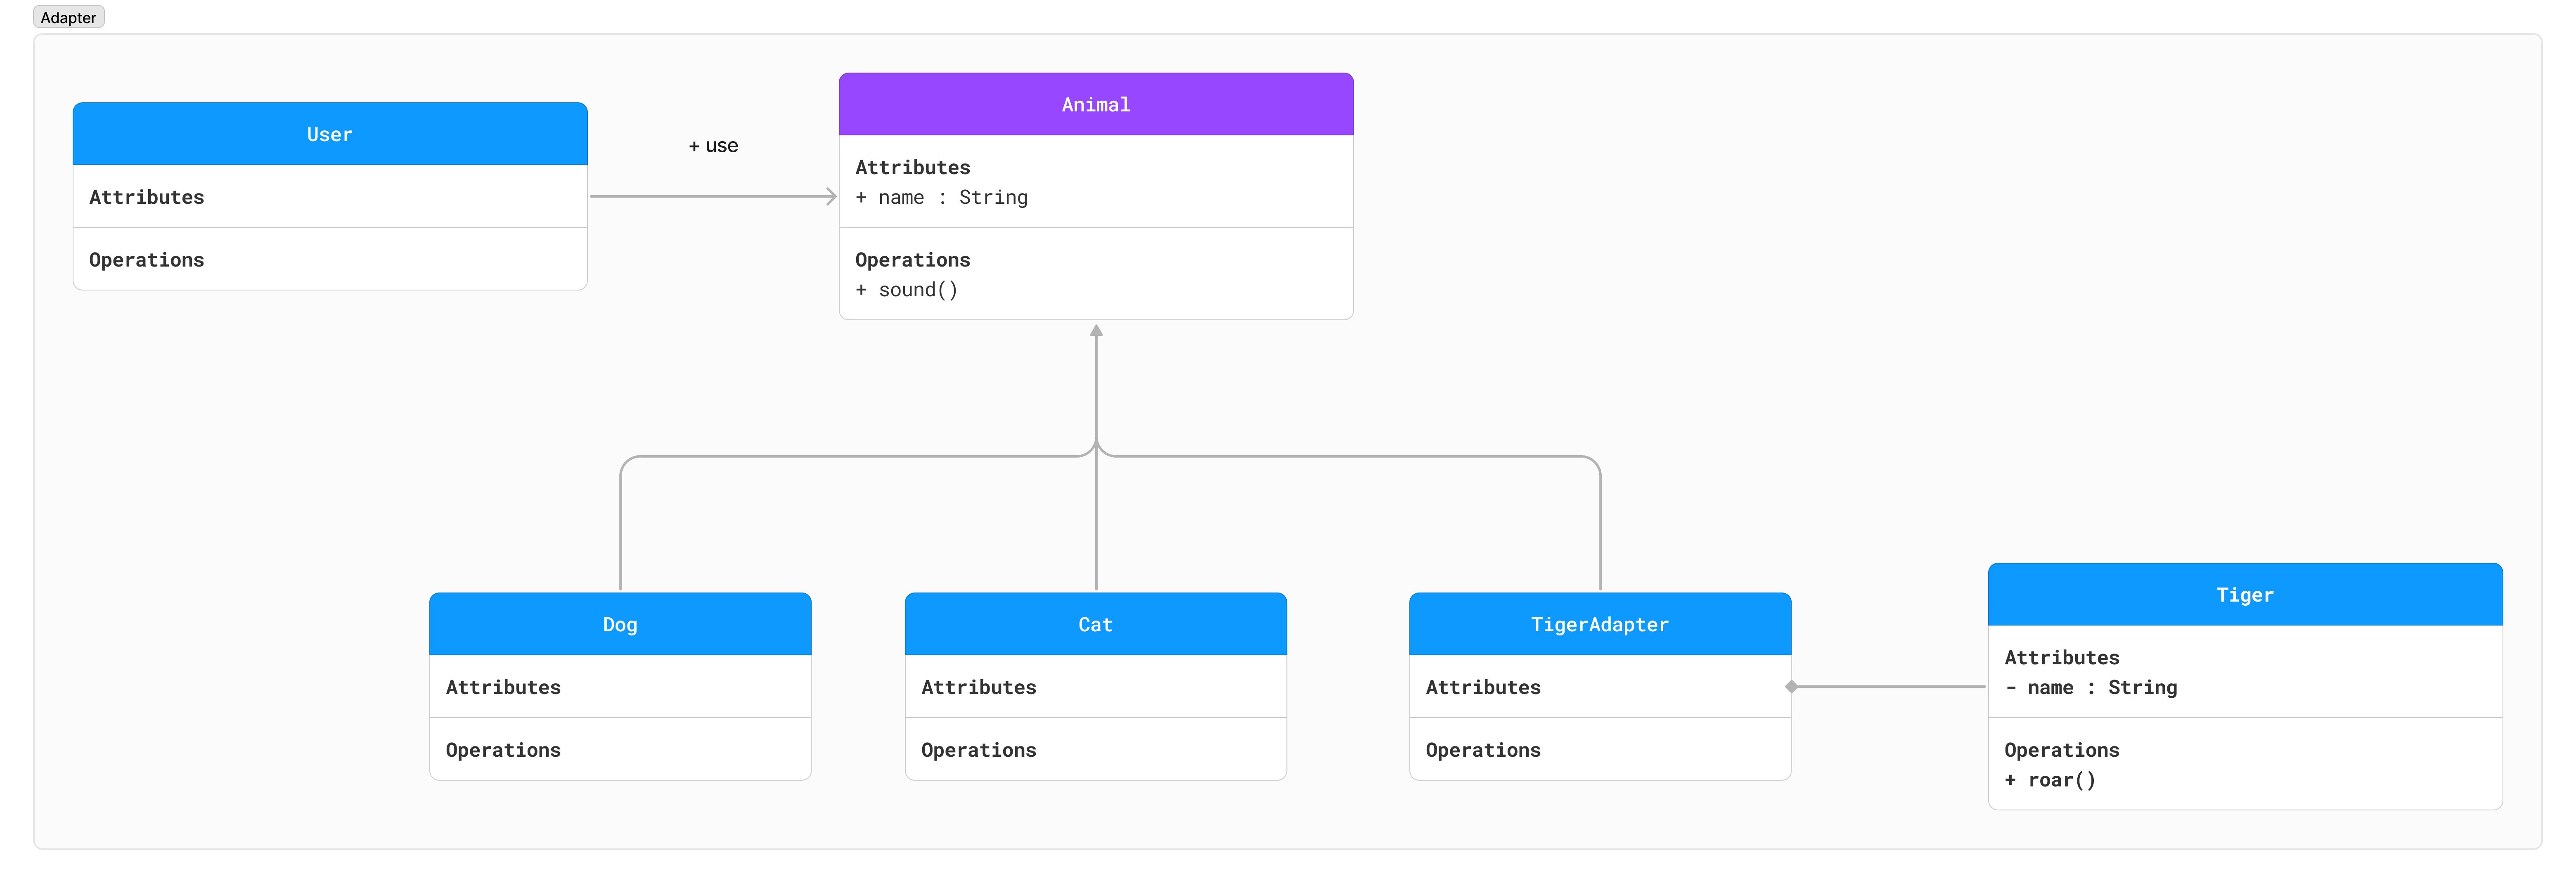 Adapter
User
Attributes
Operations
+ use
Animal
Attributes
+ name : String
Operations
+ sound()
Dog
Attributes
Operations
Cat
Attributes
Operations
TigerAdapter
Attributes
Operations
Tiger
Attributes
- name : String
Operations
+ roar()